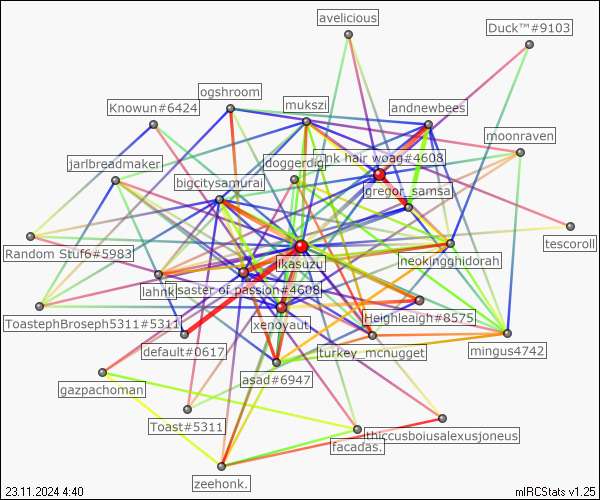 avelicious
Duck™#9103
ogshroom
Knowun#6424
mukszi
andnewbees
moonraven
jarlbreadmaker
doggerdig
pink hair woag#4608
bigcitysamurai
gregor_samsa
tescoroll
Random Stuf6#5983
ikasuzu
neokingghidorah
lahnk
saster of passion#4608
ToastephBroseph5311#5311
xenoyaut
Heighleaigh#8575
default#0617
turkey_mcnugget
mingus4742
gazpachoman
asad#6947
Toast#5311
facadas.
thiccusboiusalexusjoneus
zeehonk.
23.11.2024 4:40
mIRCStats v1.25